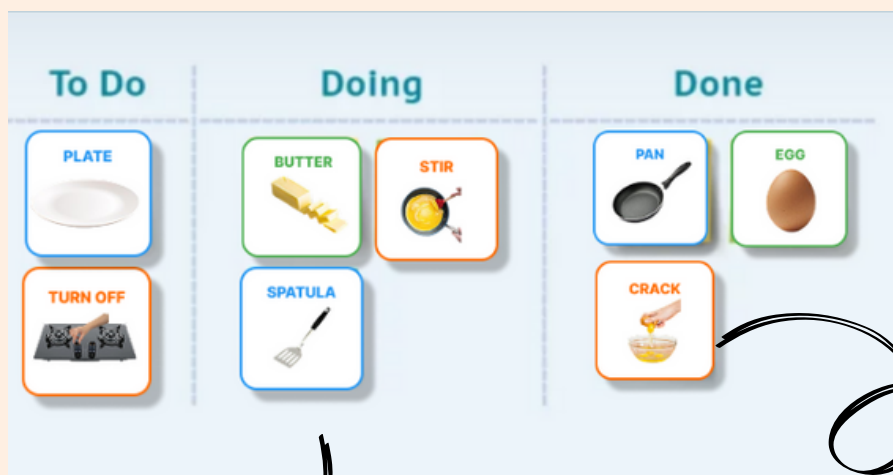 To Do
Doing
Done
PLATE
TURN OFF
BUTTER
STIR
SPATULA
PAN
EGG
CRACK